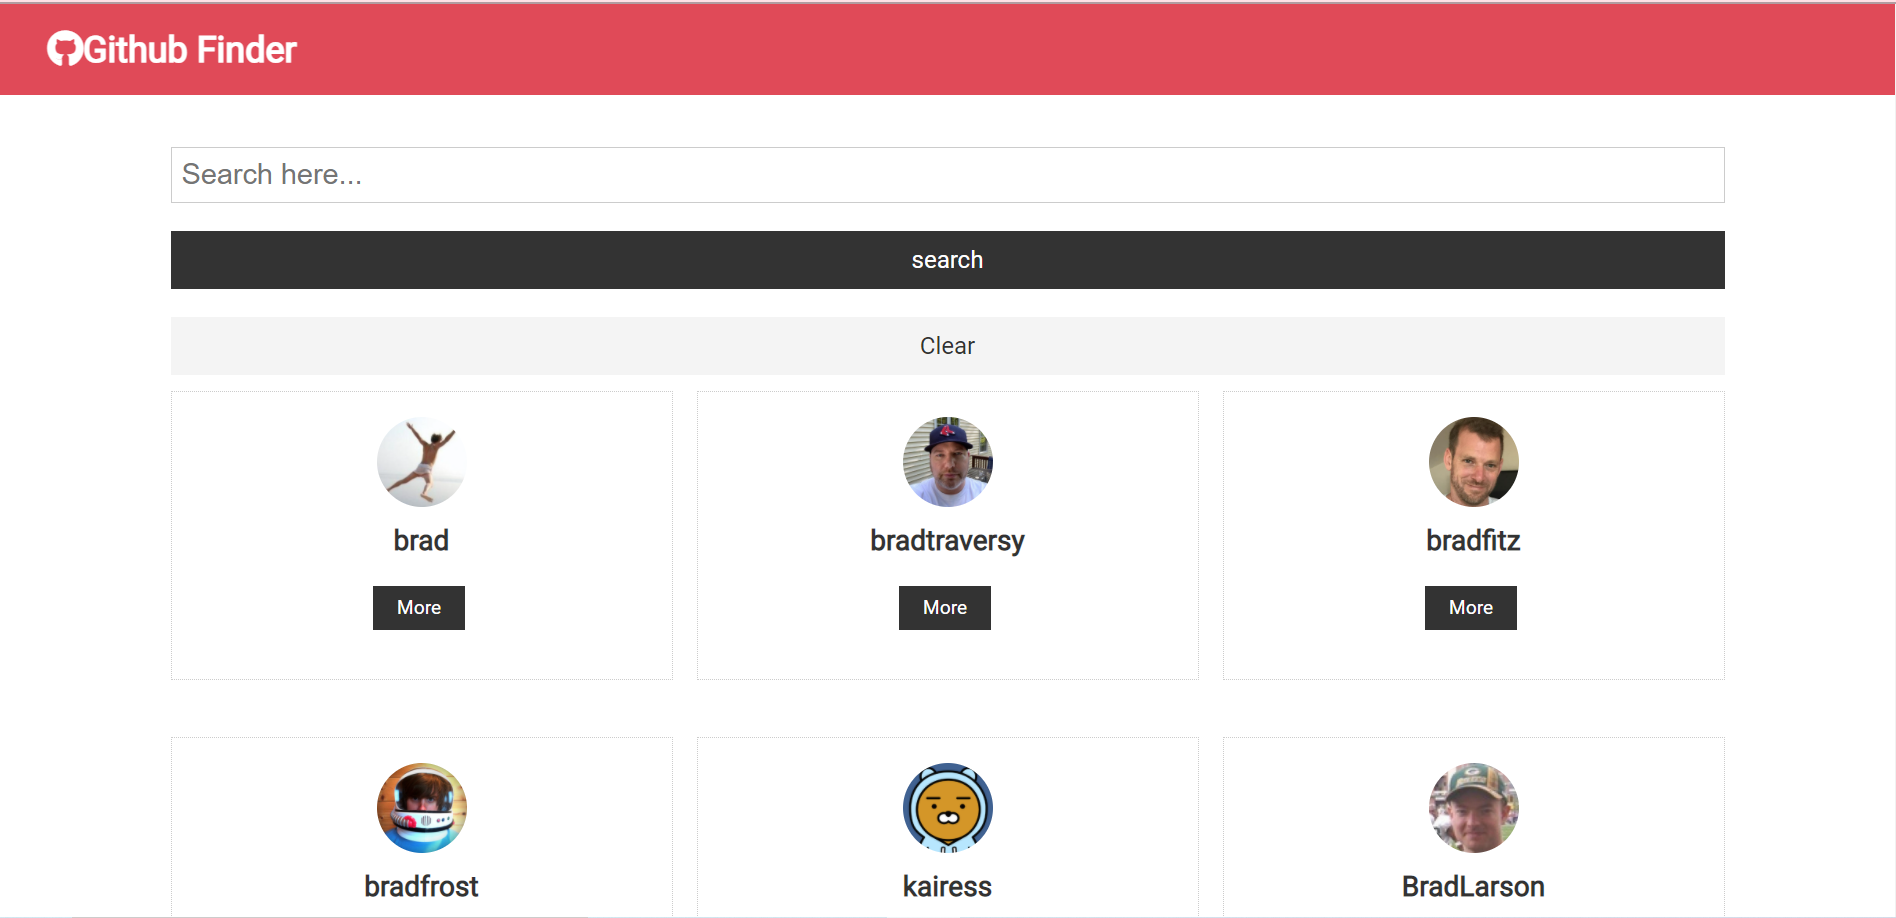 Github Finder
Search here...
search
Clear
brad
bradtraversy
bradfitz
More
More
More
bradfrost
kairess
BradLarson